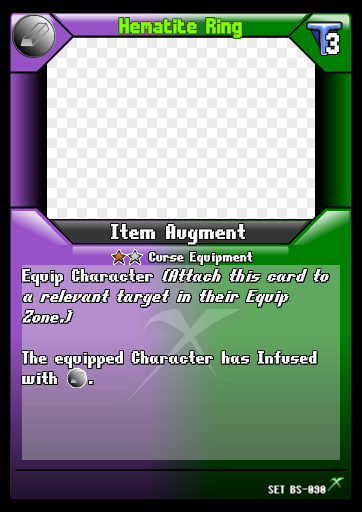 Hematite Ring
T3
Item Augment
Curse Equipment
Equip Character (Attach this card to
a relevant target in their Equip
Zone.)
The equipped Character has Infused
with .
SET BS-090